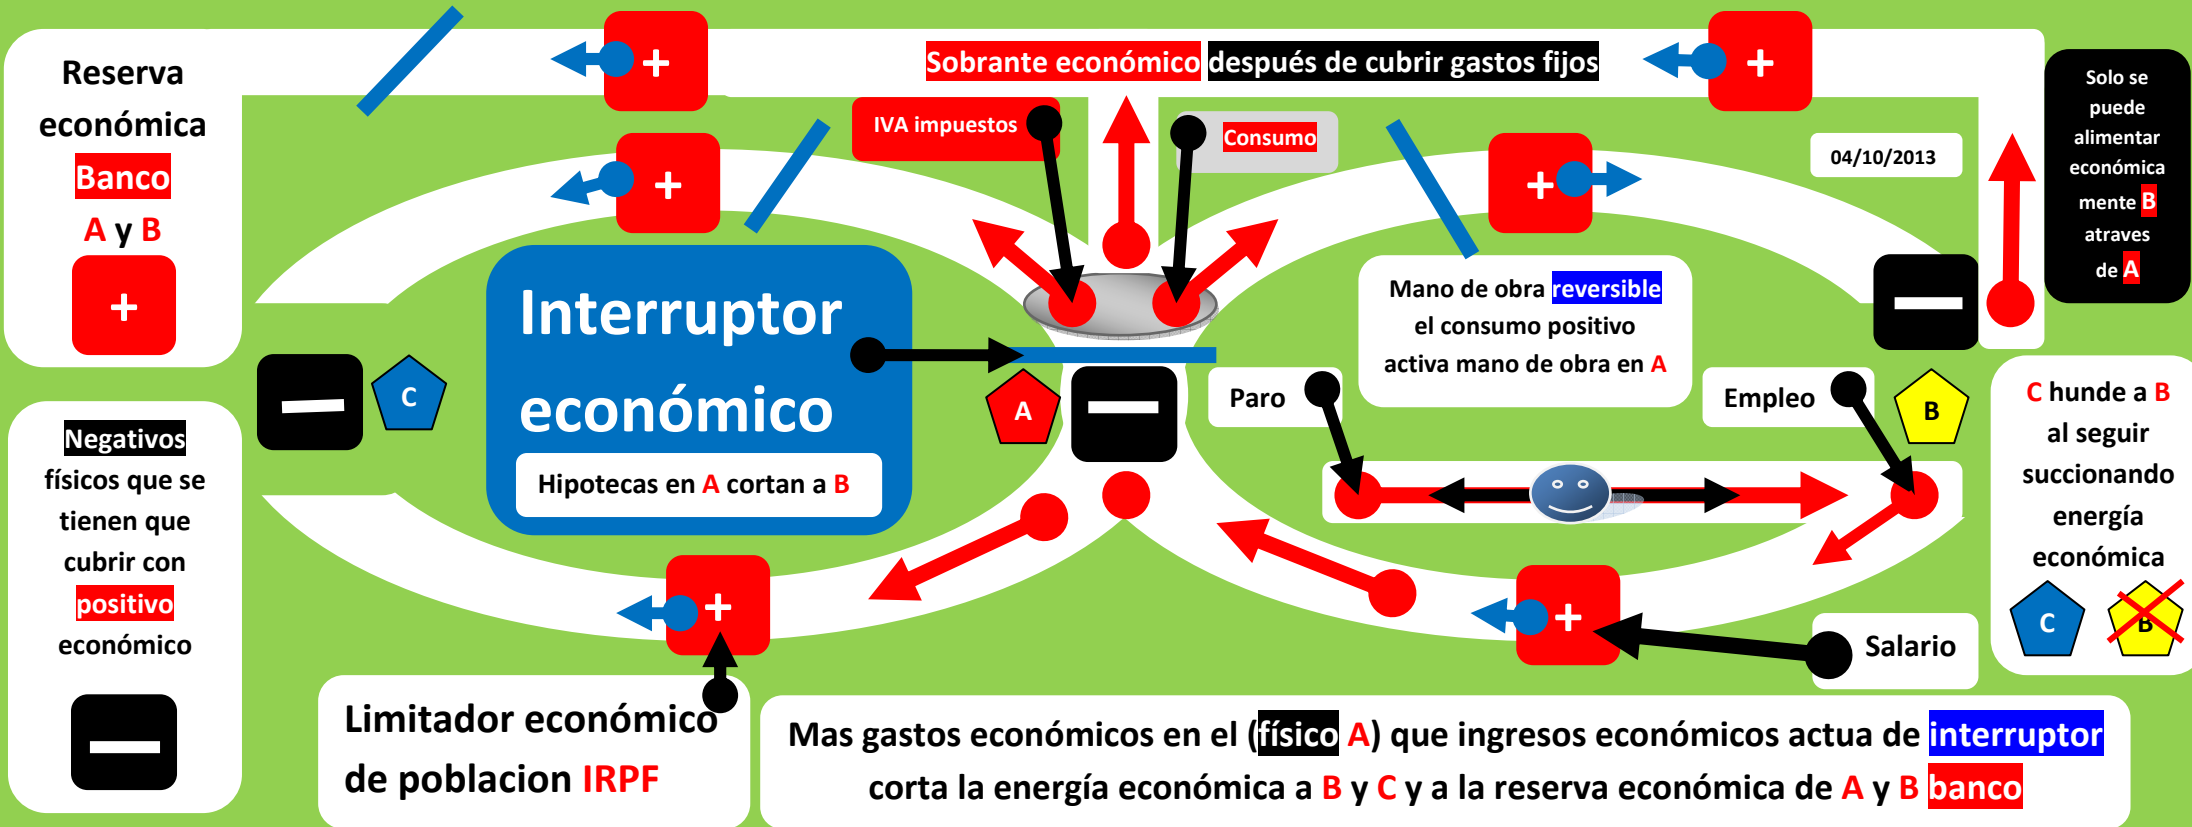 Reserva
económica
Banco
A y B
+
+
Sobrante económico después de cubrir gastos fijos
+
Solo se
puede
alimentar
económica
mente B
atraves
de A
IVA impuestos
Consumo
04/10/2013
+
+
Interruptor
económico
Hipotecas en A cortan a B
Mano de obra reversible
el consumo positivo
activa mano de obra en A
C
A
Paro
Empleo
B
Negativos
físicos que se
tienen que
cubrir con
positivo
económico
C hunde a B
al seguir
succionando
energía
económica
C
B
+
+
Salario
Limitador económico
de poblacion IRPF
Mas gastos económicos en el (físico A) que ingresos económicos actua de interruptor
corta la energía económica a B y C y a la reserva económica de A y B banco